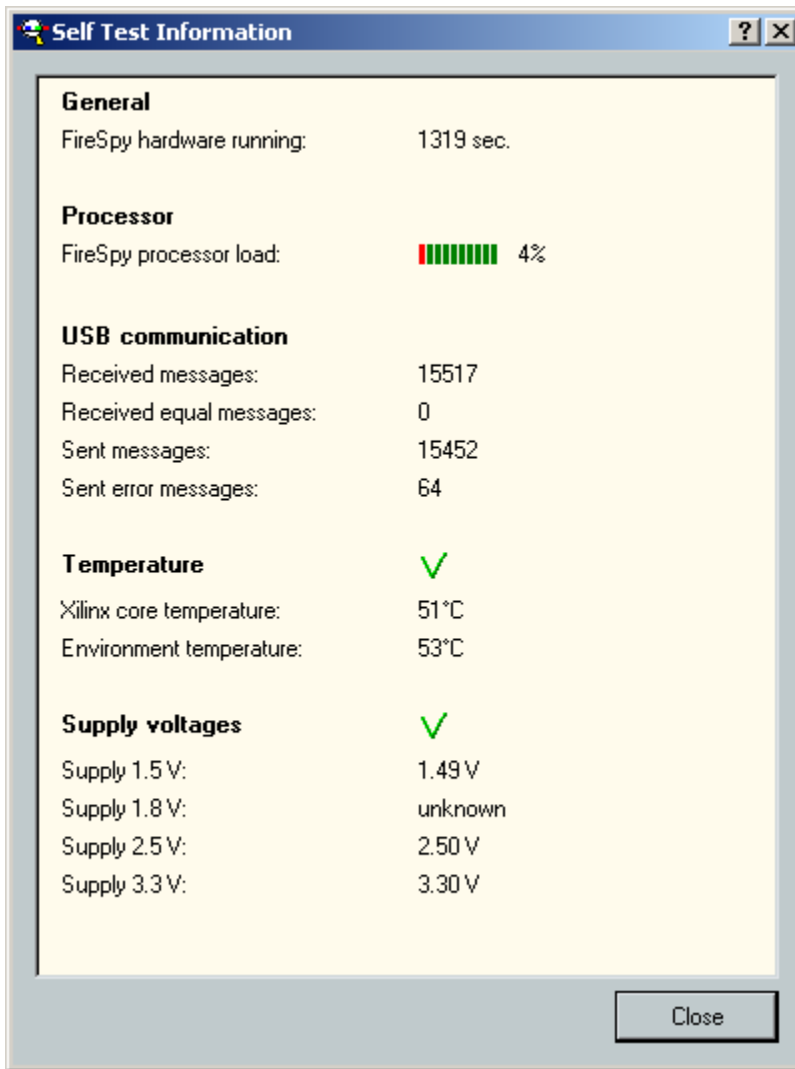 Self Test Information
General
FireSpy hardware running: 1319 sec.
Processor
FireSpy processor load: 4%
USB communication
Received messages: 15517
Received equal messages: 0
Sent messages: 15452
Sent error messages: 64
Temperature
Xilinx core temperature: 51°C
Environment temperature: 53°C
Supply voltages
Supply 1.5 V: 1.49 V
Supply 1.8 V: unknown
Supply 2.5 V: 2.50 V
Supply 3.3 V: 3.30 V
Close